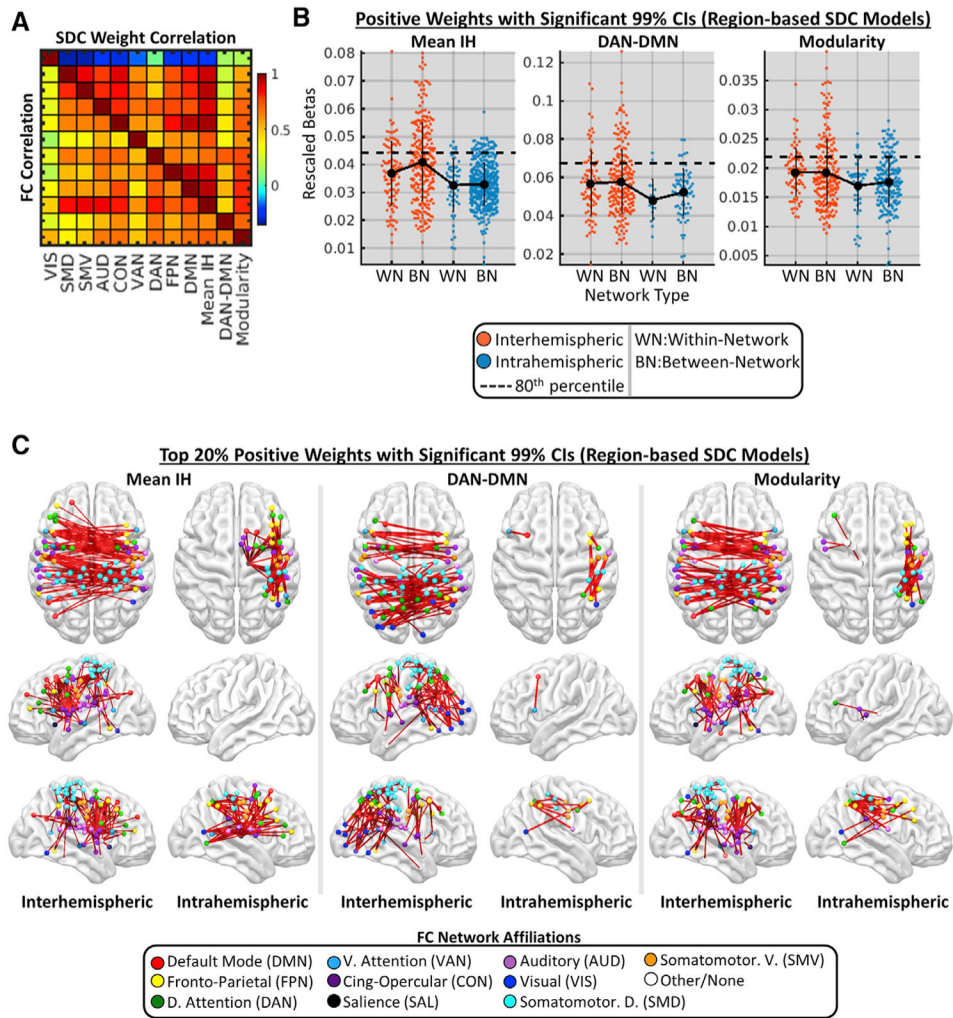 A
SDC Weight Correlation
FC Correlation
1
0.5
0
VIS
SMD
SMV
AUD
CON
VAN
DAN
FPN
DMN
Mean IH
DAN-DMN
Modularity
B
Positive Weights with Significant 99% CIs (Region-based SDC Models)
Mean IH
DAN-DMN
Modularity
Rescaled Betas
0.08
0.07
0.06
0.05
0.04
0.03
0.02
0.01
0.12
0.1
0.08
0.06
0.04
0.02
0.035
0.03
0.025
0.02
0.015
0.01
0.005
WN BN WN BN
WN BN WN BN
WN BN WN BN
Network Type
Interhemispheric
Intrahemispheric
80th percentile
WN:Within-Network
BN:Between-Network
C
Top 20% Positive Weights with Significant 99% CIs (Region-based SDC Models)
Mean IH
DAN-DMN
Modularity
Interhemispheric Intrahemispheric
Interhemispheric Intrahemispheric
Interhemispheric Intrahemispheric
FC Network Affiliations
Default Mode (DMN)
Fronto-Parietal (FPN)
D. Attention (DAN)
V. Attention (VAN)
Cing-Opercular (CON)
Salience (SAL)
Auditory (AUD)
Visual (VIS)
Somatomotor. D. (SMD)
Somatomotor. V. (SMV)
Other/None